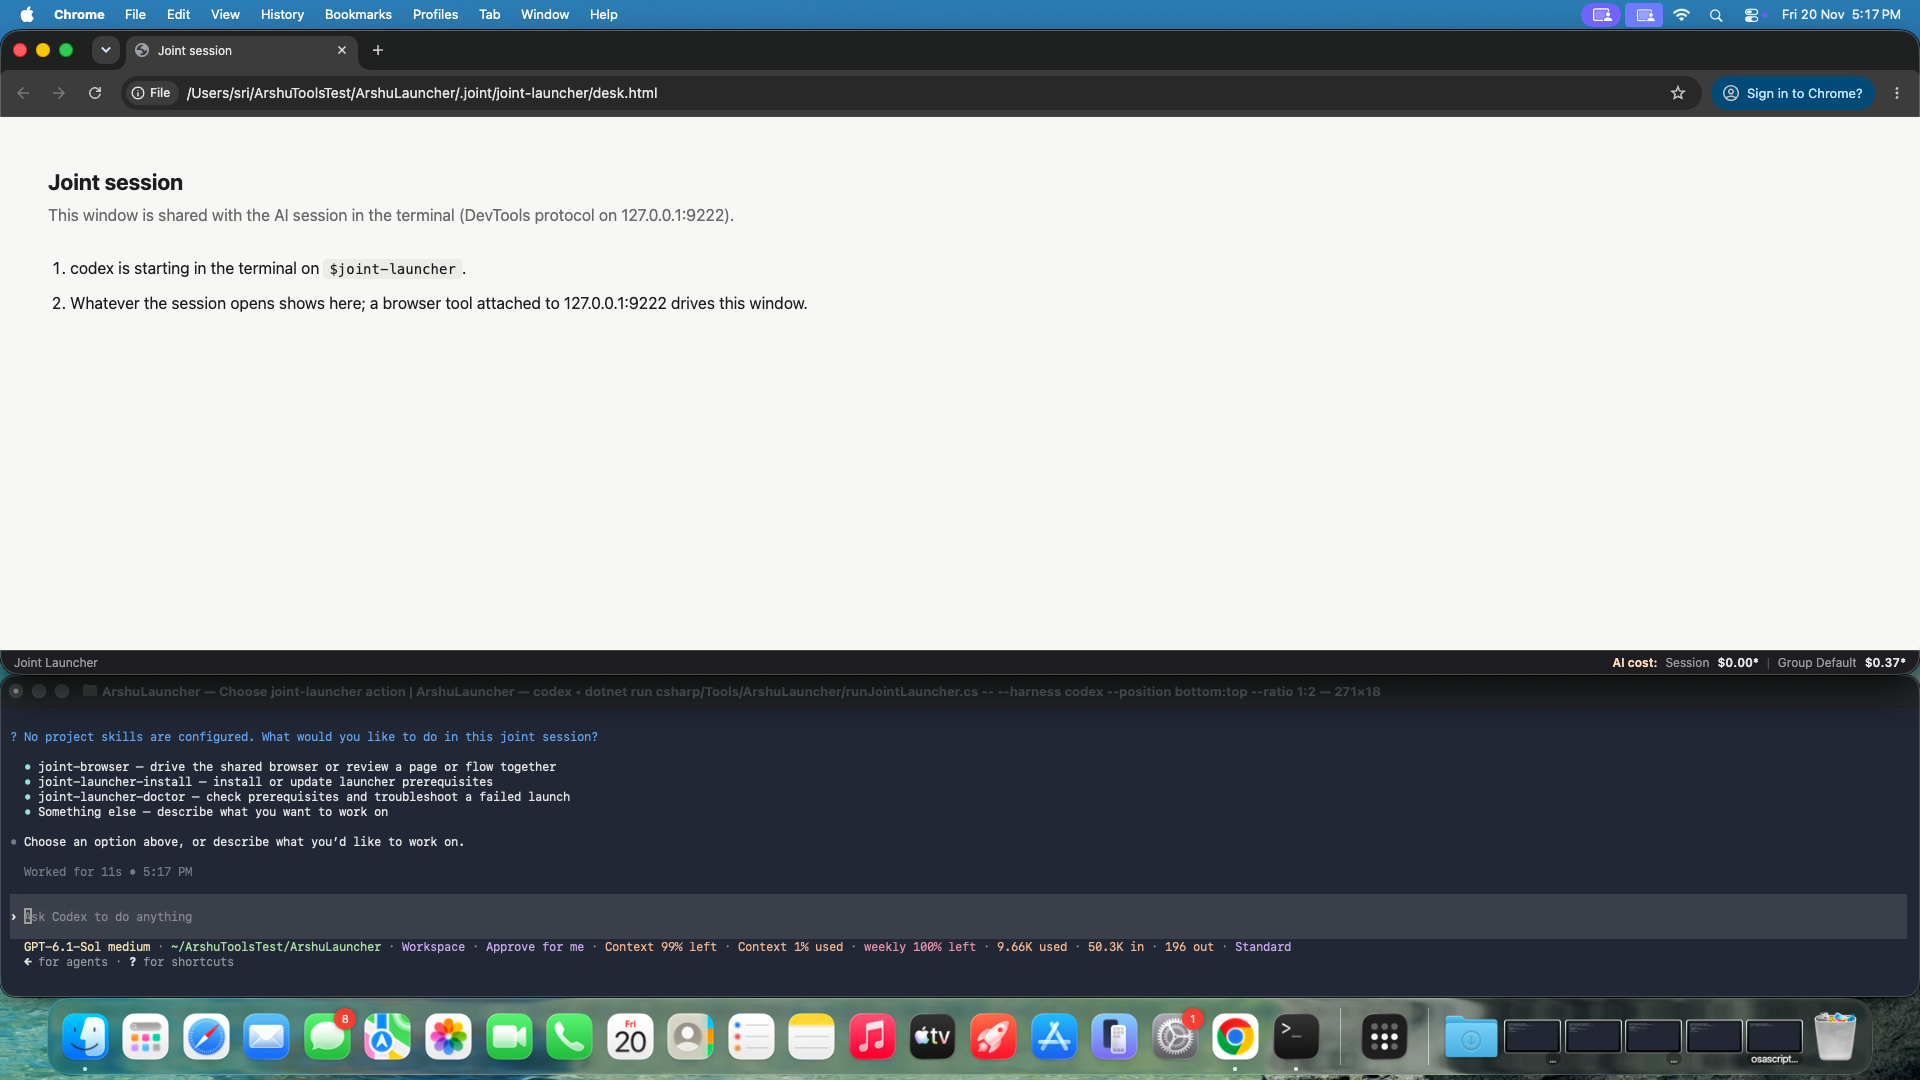 Chrome File Edit View History Bookmarks Profiles Tab Window Help Fri 20 Nov 5:17 PM
Joint session
File /Users/sri/ArshuToolsTest/ArshuLauncher/.joint/joint-launcher/desk.html Sign in to Chrome?
Joint session
This window is shared with the AI session in the terminal (DevTools protocol on 127.0.0.1:9222).
1. codex is starting in the terminal on $joint-launcher .
2. Whatever the session opens shows here; a browser tool attached to 127.0.0.1:9222 drives this window.
Joint Launcher AI cost: Session $0.00* | Group Default $0.37*
ArshuLauncher — Choose joint-launcher action | ArshuLauncher — codex ◂ dotnet run csharp/Tools/ArshuLauncher/runJointLauncher.cs -- --harness codex --position bottom:top --ratio 1:2 — 271×18
? No project skills are configured. What would you like to do in this joint session?
• joint-browser — drive the shared browser or review a page or flow together
• joint-launcher-install — install or update launcher prerequisites
• joint-launcher-doctor — check prerequisites and troubleshoot a failed launch
• Something else — describe what you want to work on
• Choose an option above, or describe what you’d like to work on.
Worked for 11s • 5:17 PM
› Ask Codex to do anything
GPT-6.1-Sol medium · ~/ArshuToolsTest/ArshuLauncher · Workspace · Approve for me · Context 99% left · Context 1% used · weekly 100% left · 9.66K used · 50.3K in · 196 out · Standard
← for agents · ? for shortcuts
8
Fri
20
tv
1
>_
...
...
osascript...